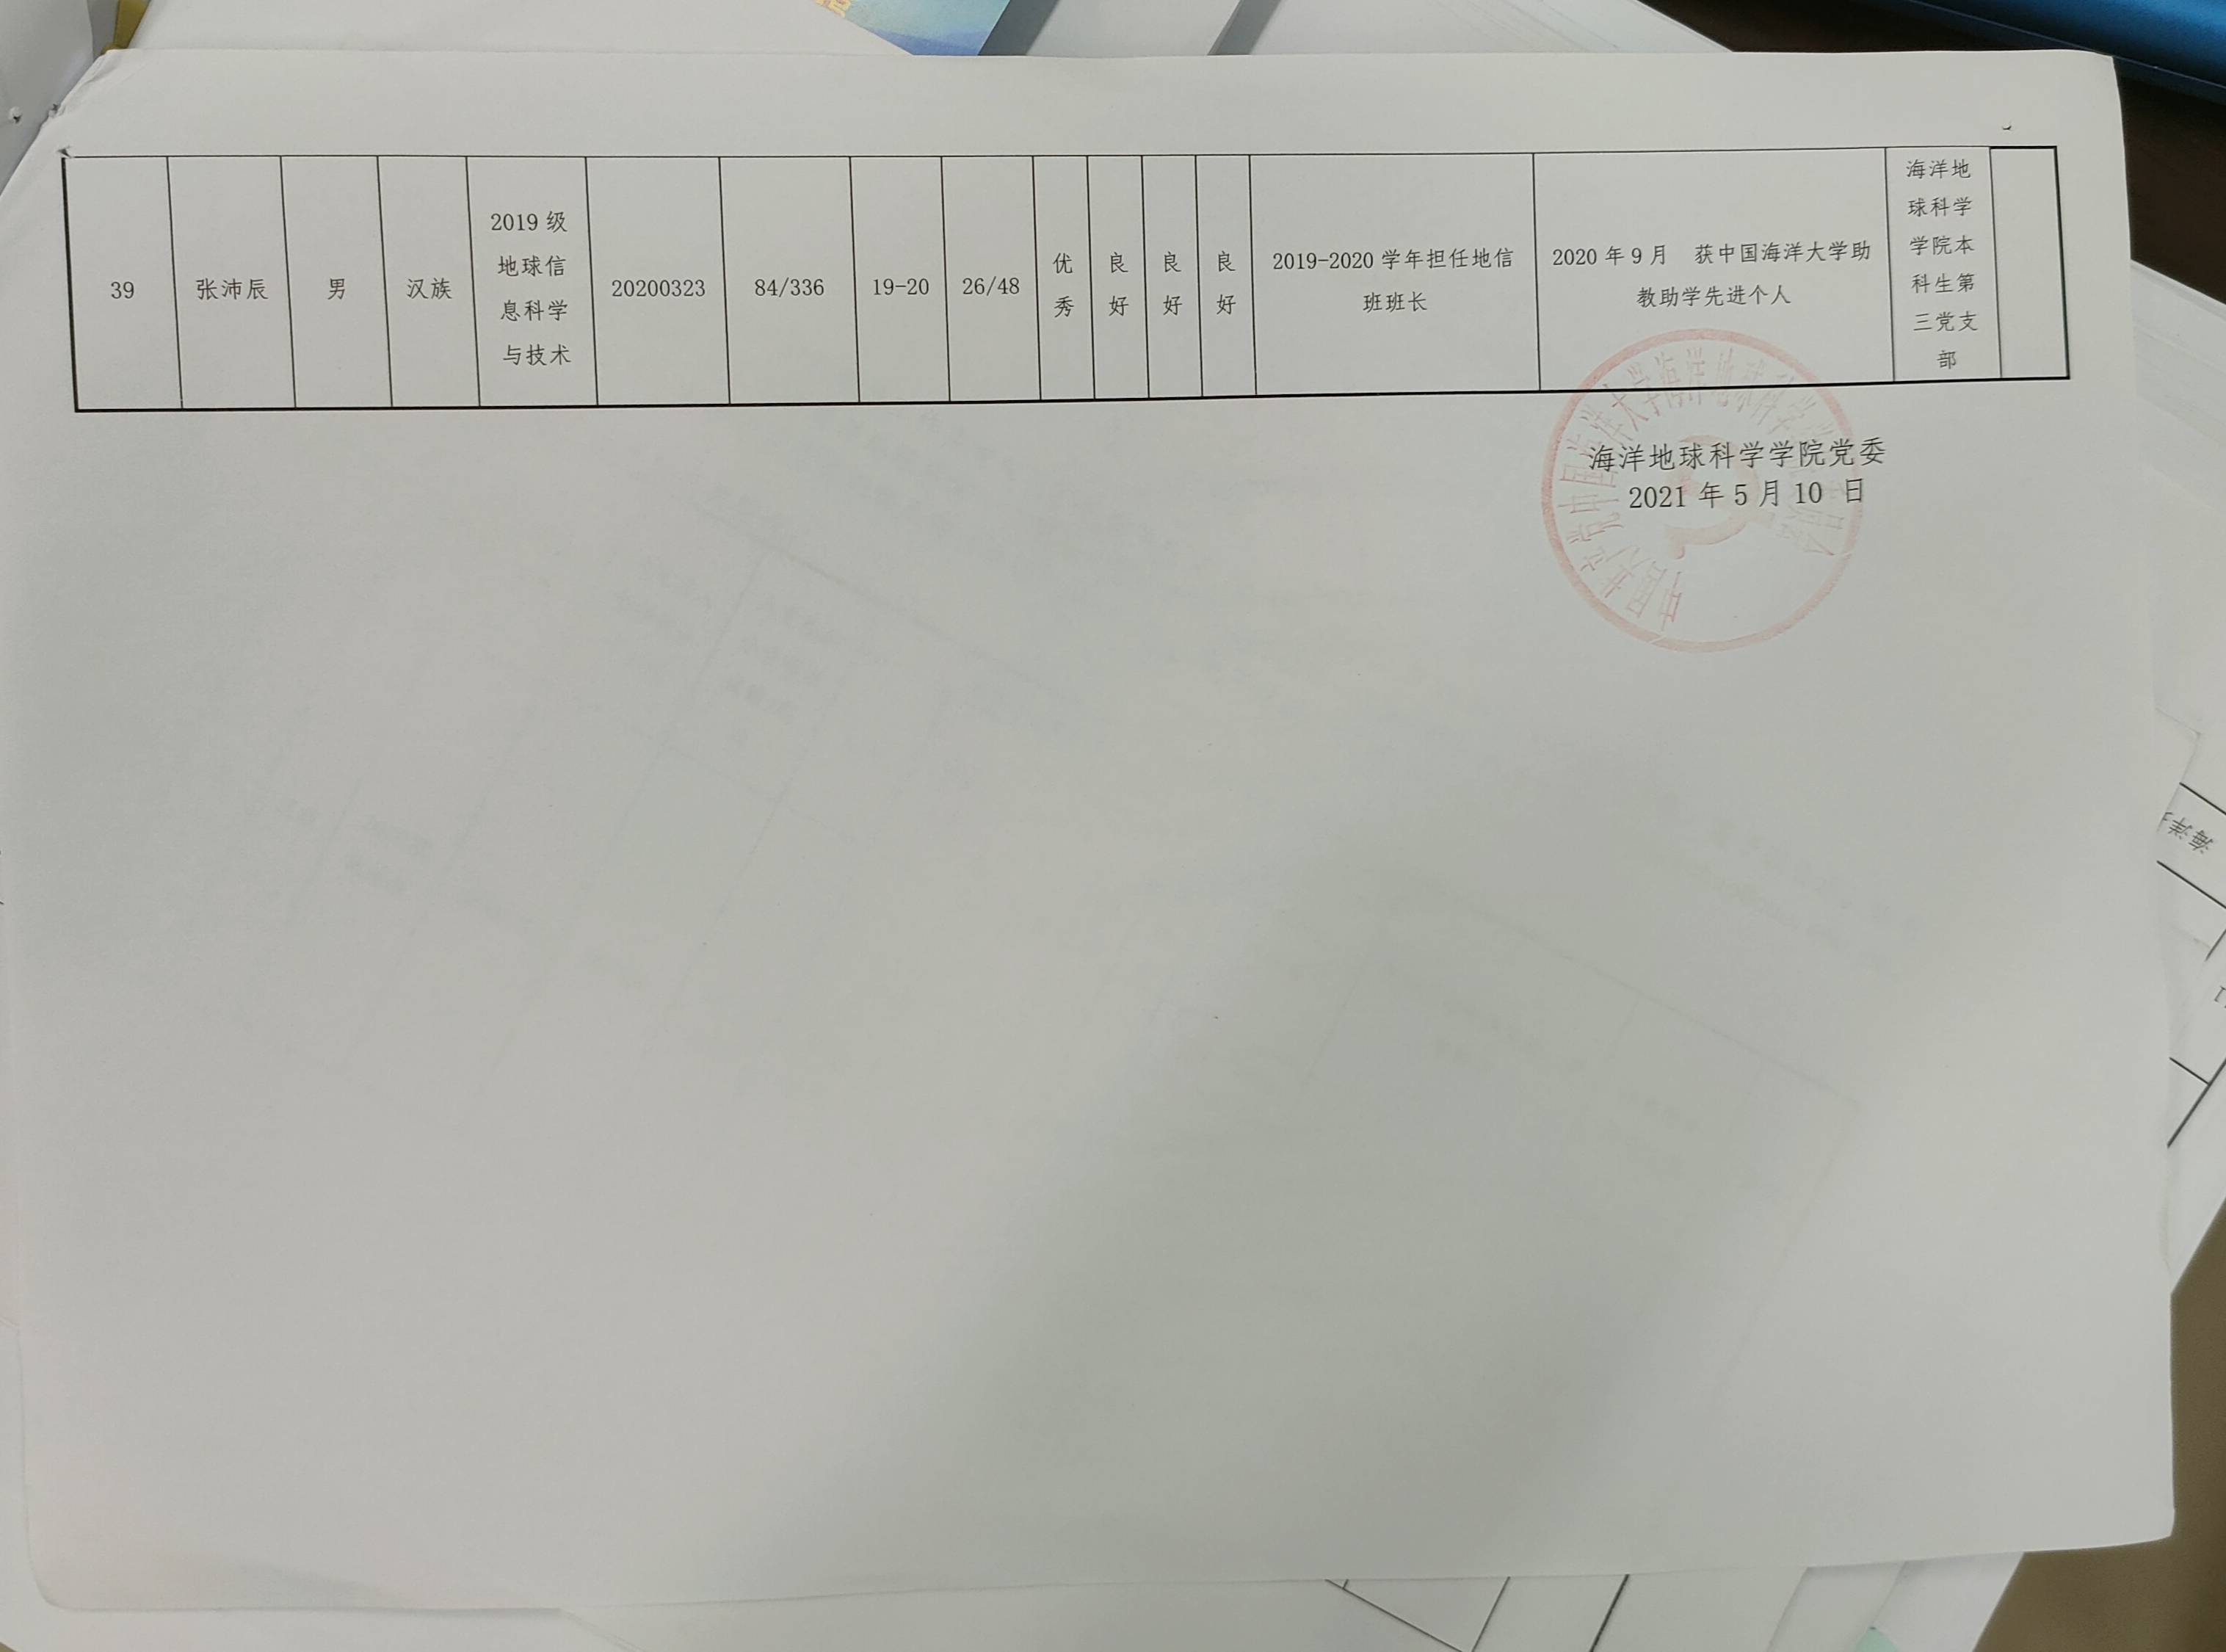 39
张沛辰
男
汉族
2019 级
地球信
息科学
与技术
20200323
84/336
19-20
26/48
优
秀
良
好
良
好
良
好
2019-2020 学年担任地信
班班长
2020 年 9 月 获中国海洋大学助
教助学先进个人
海洋地
球科学
学院本
科生第
三党支
部
海洋地球科学学院党委
2021 年 5 月 10 日
海洋